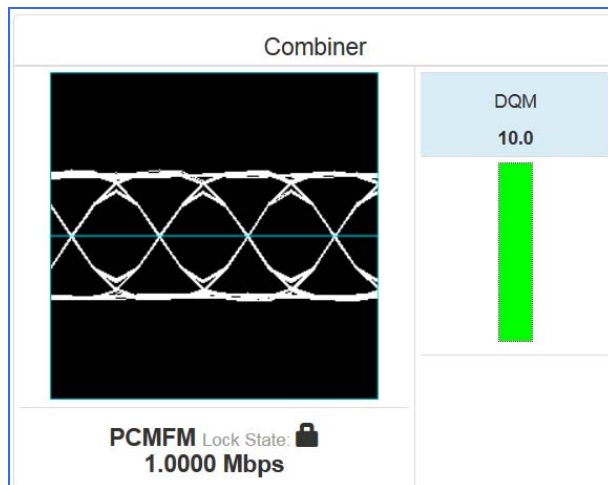 Combiner
DQM
10.0
PCMFM Lock State:
1.0000 Mbps